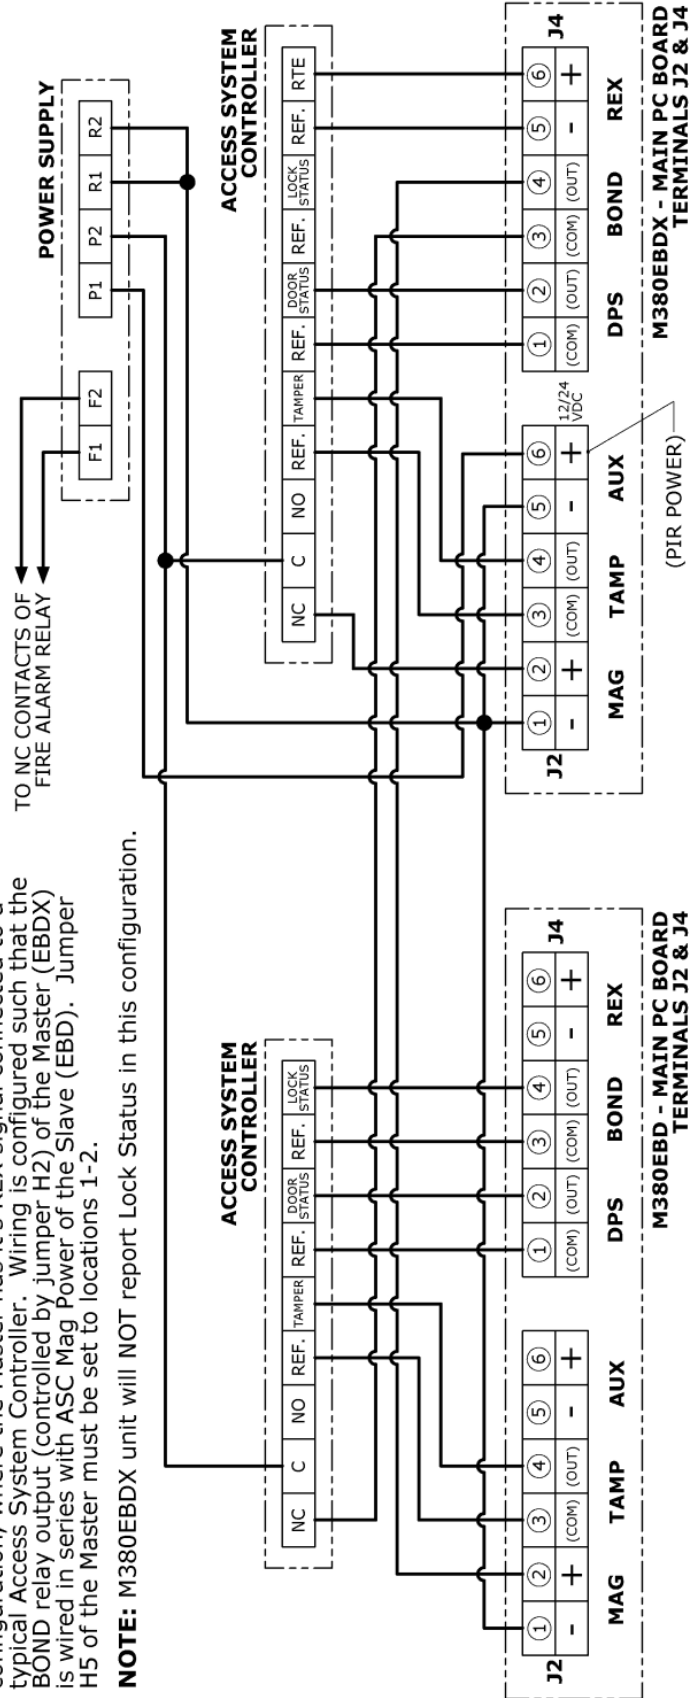 typical Access System Controller. Wiring is configured such that the
BOND relay output (controlled by jumper H2) of the Master (EBDX)
is wired in series with ASC Mag Power of the Slave (EBD). Jumper
H5 of the Master must be set to locations 1-2.
NOTE: M380EBDX unit will NOT report Lock Status in this configuration.
TO NC CONTACTS OF
FIRE ALARM RELAY
POWER SUPPLY
F1 F2 P1 P2 R1 R2
ACCESS SYSTEM
CONTROLLER
NC C NO REF. TAMPER REF. DOOR STATUS REF. LOCK STATUS
ACCESS SYSTEM
CONTROLLER
NC C NO REF. TAMPER REF. DOOR STATUS REF. LOCK STATUS REF. RTE
J2 1 2 3 4 5 6 1 2 3 4 5 6 J4
- + (COM) (OUT) - + (COM) (OUT) (COM) (OUT) - +
MAG TAMP AUX DPS BOND REX
M380EBD - MAIN PC BOARD
TERMINALS J2 & J4
J2 1 2 3 4 5 6 1 2 3 4 5 6 J4
- + (COM) (OUT) - + 12/24 VDC (COM) (OUT) (COM) (OUT) - +
MAG TAMP AUX DPS BOND REX
(PIR POWER)
M380EBDX - MAIN PC BOARD
TERMINALS J2 & J4